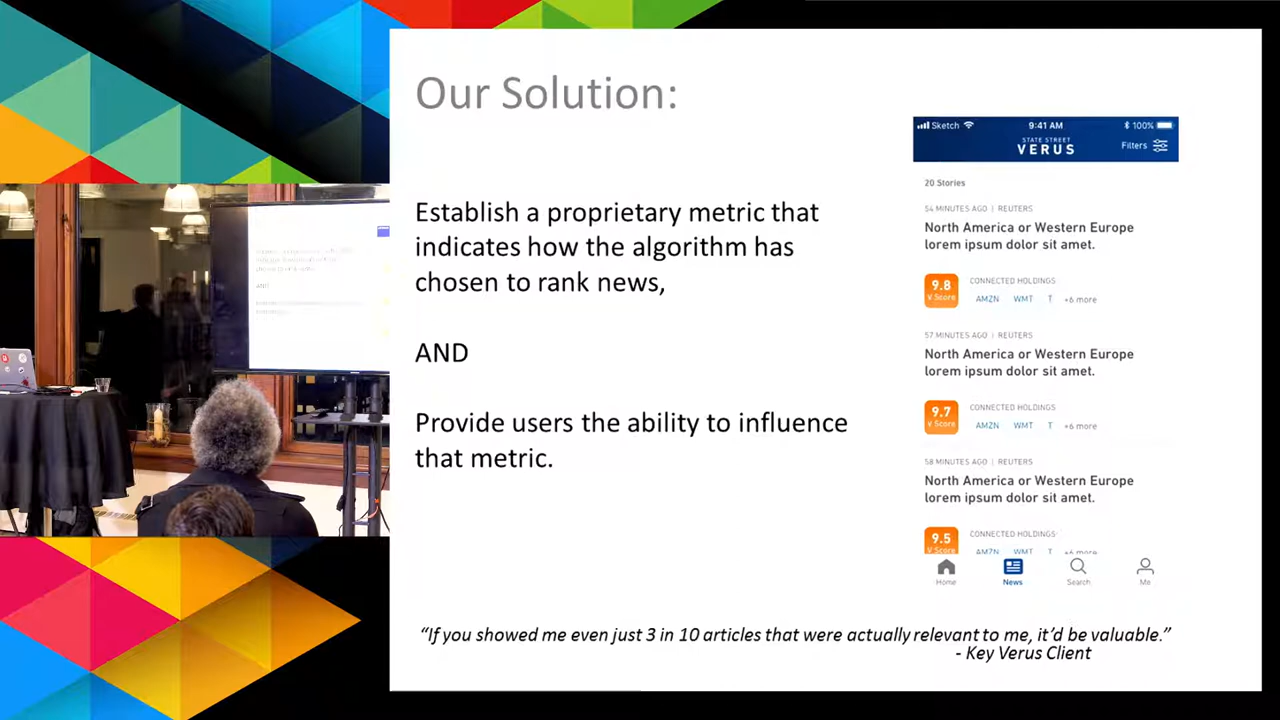 Our Solution:
Establish a proprietary metric that
indicates how the algorithm has
chosen to rank news,
AND
Provide users the ability to influence
that metric.
Sketch 9:41 AM 100%
STATE STREET
VERUS
Filters
20 Stories
54 MINUTES AGO | REUTERS
North America or Western Europe
lorem ipsum dolor sit amet.
9.8
V Score
CONNECTED HOLDINGS
AMZN WMT T +6 more
57 MINUTES AGO | REUTERS
North America or Western Europe
lorem ipsum dolor sit amet.
9.7
V Score
CONNECTED HOLDINGS
AMZN WMT T +6 more
58 MINUTES AGO | REUTERS
North America or Western Europe
lorem ipsum dolor sit amet.
9.5
V Score
CONNECTED HOLDINGS
AMZN WMT T +6 more
Home News Search Me
“If you showed me even just 3 in 10 articles that were actually relevant to me, it’d be valuable.”
- Key Verus Client